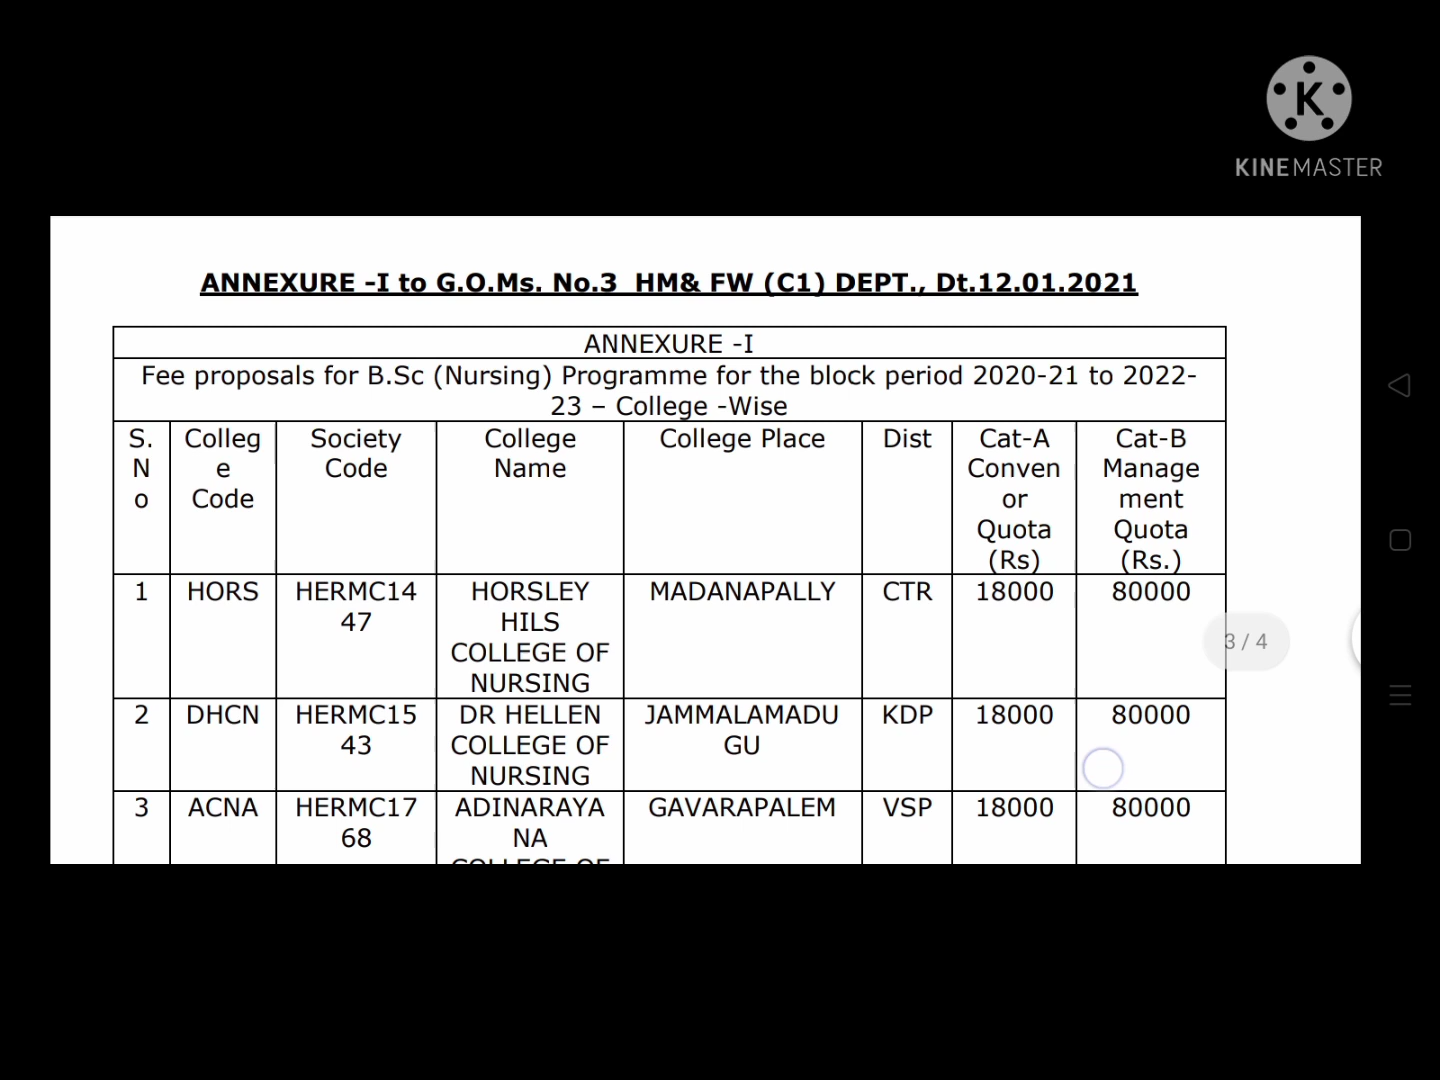 KINEMASTER
ANNEXURE -I to G.O.Ms. No.3 HM& FW (C1) DEPT., Dt.12.01.2021
ANNEXURE -I
Fee proposals for B.Sc (Nursing) Programme for the block period 2020-21 to 2022-
23 – College -Wise
S. Colleg Society College College Place Dist Cat-A Cat-B
N e Code Name Conven Manage
o Code or ment
Quota Quota
(Rs) (Rs.)
1 HORS HERMC14 HORSLEY MADANAPALLY CTR 18000 80000
47 HILS
COLLEGE OF
NURSING
3 / 4
2 DHCN HERMC15 DR HELLEN JAMMALAMADU KDP 18000 80000
43 COLLEGE OF GU
NURSING
3 ACNA HERMC17 ADINARAYA GAVARAPALEM VSP 18000 80000
68 NA
COLLEGE OF